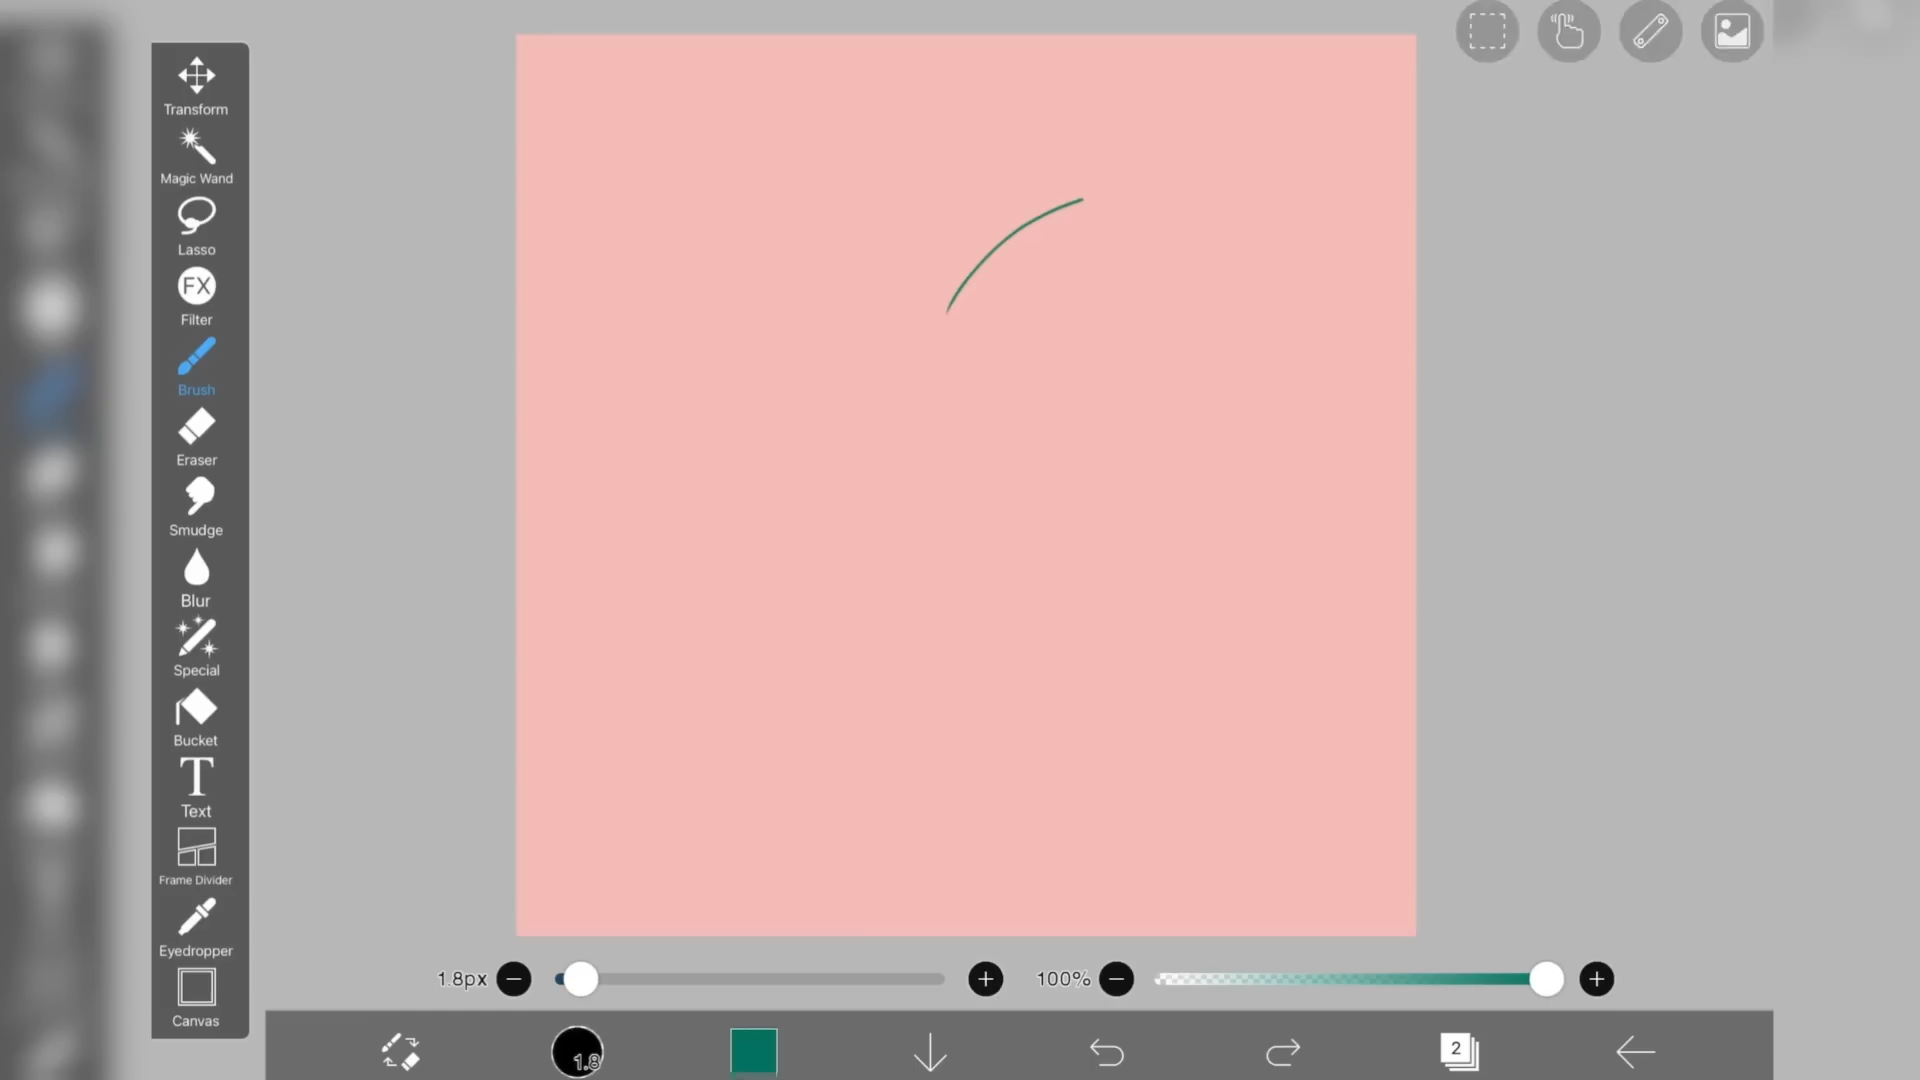 Transform
Magic Wand
Lasso
FX
Filter
Brush
Eraser
Smudge
Blur
Special
Bucket
T
Text
Frame Divider
Eyedropper
Canvas
1.8px
100%
1.8
2